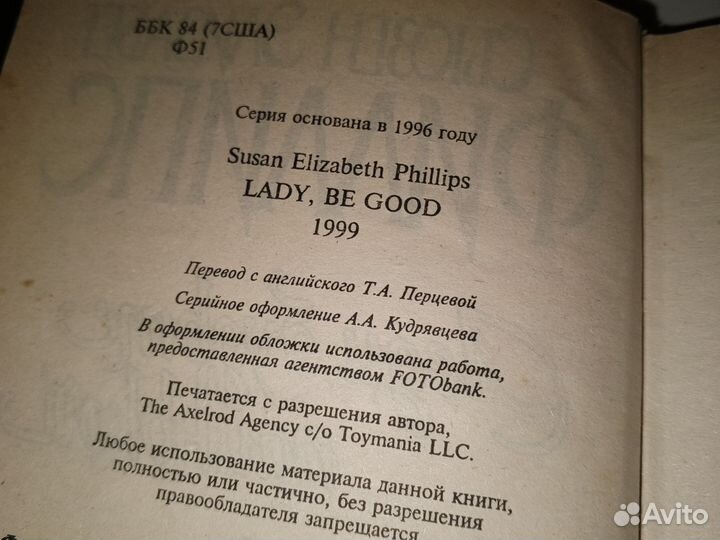 ББК 84 (7США)
Ф51
Серия основана в 1996 году
Susan Elizabeth Phillips
LADY, BE GOOD
1999
Перевод с английского Т.А. Перцевой
Серийное оформление А.А. Кудрявцева
В оформлении обложки использована работа,
предоставленная агентством FOTObank.
Печатается с разрешения автора,
The Axelrod Agency c/o Toymania LLC.
Любое использование материала данной книги,
полностью или частично, без разрешения
правообладателя запрещается
Avito